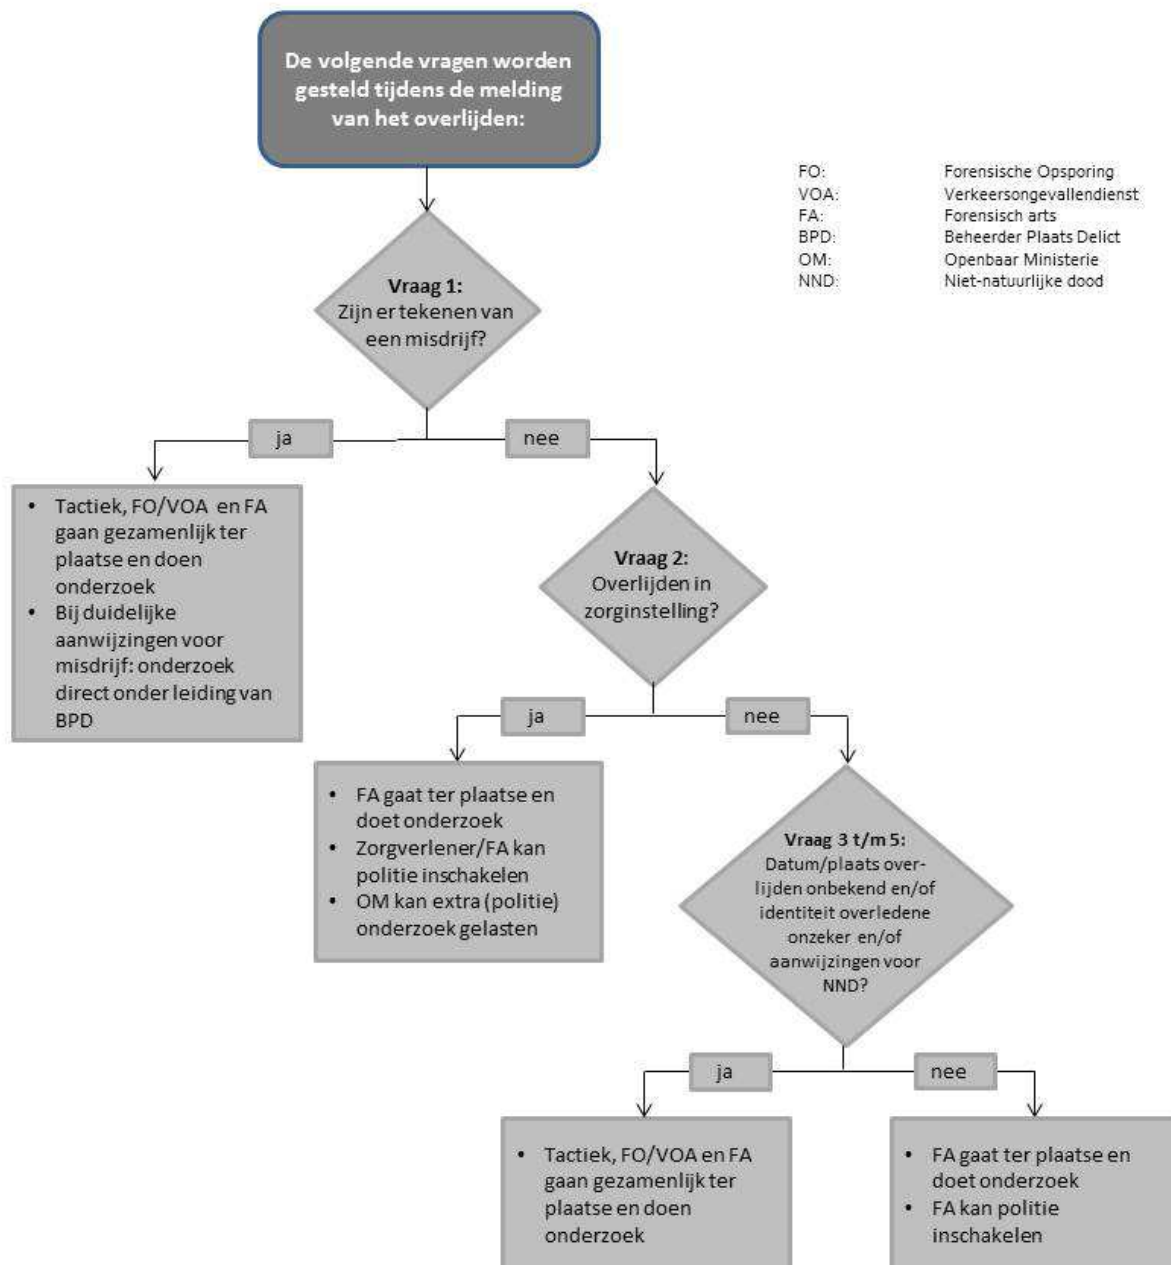 De volgende vragen worden
gesteld tijdens de melding
van het overlijden:
FO: Forensische Opsporing
VOA: Verkeersongevallendienst
FA: Forensisch arts
BPD: Beheerder Plaats Delict
OM: Openbaar Ministerie
NND: Niet-natuurlijke dood
Vraag 1:
Zijn er tekenen van
een misdrijf?
ja
nee
• Tactiek, FO/VOA en FA
gaan gezamenlijk ter
plaatse en doen
onderzoek
• Bij duidelijke
aanwijzingen voor
misdrijf: onderzoek
direct onder leiding van
BPD
Vraag 2:
Overlijden in
zorginstelling?
ja
nee
• FA gaat ter plaatse en
doet onderzoek
• Zorgverlener/FA kan
politie inschakelen
• OM kan extra (politie)
onderzoek gelasten
Vraag 3 t/m 5:
Datum/plaats over-
lijden onbekend en/of
identiteit overledene
onzeker en/of
aanwijzingen voor
NND?
ja
nee
• Tactiek, FO/VOA en FA
gaan gezamenlijk ter
plaatse en doen
onderzoek
• FA gaat ter plaatse en
doet onderzoek
• FA kan politie
inschakelen